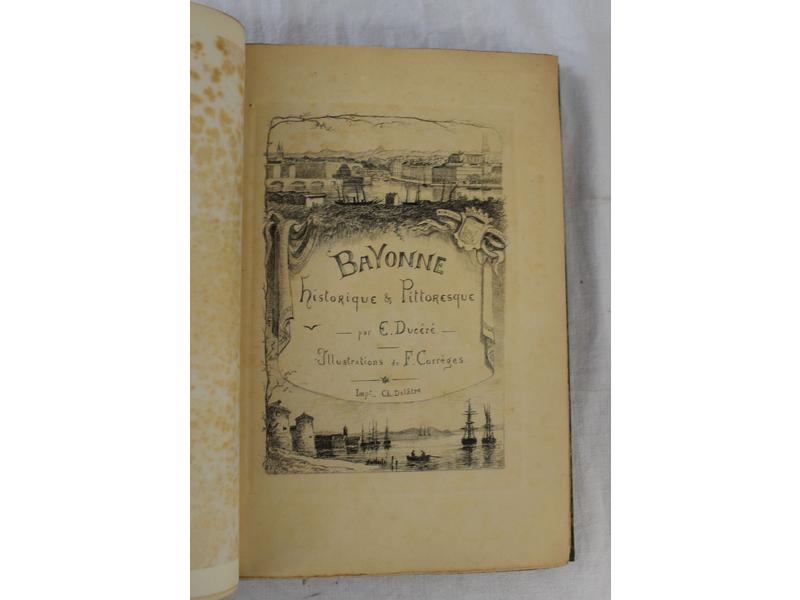 BAYONNE
Historique & Pittoresque
— par E. Ducéré —
Illustrations de F. Corrèges
Impr. Ch. Delâtre